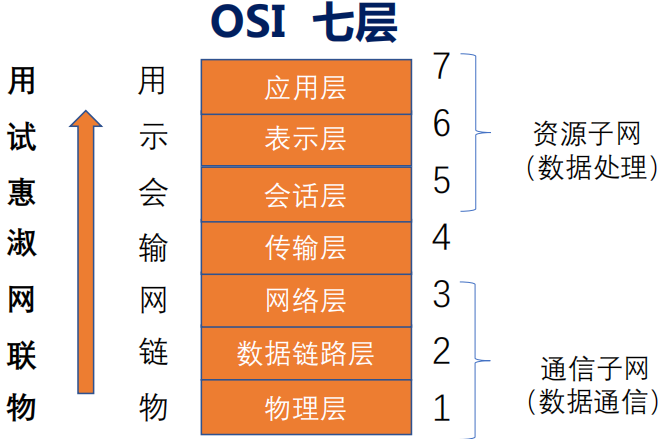 OSI 七层
用 用 应用层 7
试 示 表示层 6
惠 会 会话层 5
淑 输 传输层 4
网 网 网络层 3
联 链 数据链路层 2
物 物 物理层 1
资源子网
（数据处理）
通信子网
（数据通信）